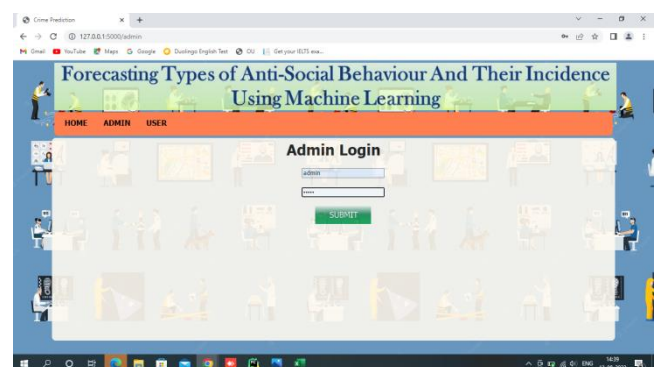 Crime Prediction
127.0.0.1:5000/admin
Gmail YouTube Maps Google Duolingo English Test OU Get your IELTS exa...
Forecasting Types of Anti-Social Behaviour And Their Incidence
Using Machine Learning
HOME ADMIN USER
Admin Login
admin
•••••
SUBMIT
ENG 14:39